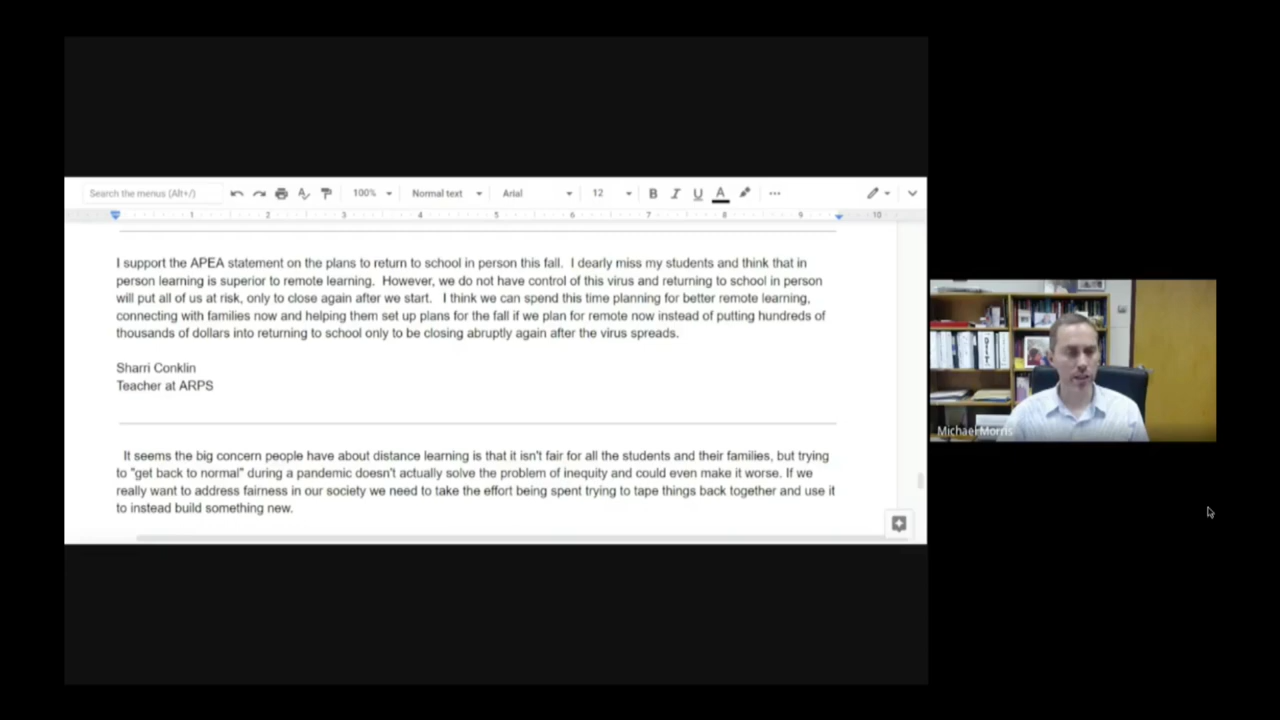 Search the menus (Alt+/) 100% Normal text Arial 12 B I U A
1 2 3 4 5 6 7 8 9 10
I support the APEA statement on the plans to return to school in person this fall. I dearly miss my students and think that in
person learning is superior to remote learning. However, we do not have control of this virus and returning to school in person
will put all of us at risk, only to close again after we start. I think we can spend this time planning for better remote learning,
connecting with families now and helping them set up plans for the fall if we plan for remote now instead of putting hundreds of
thousands of dollars into returning to school only to be closing abruptly again after the virus spreads.
Sharri Conklin
Teacher at ARPS
It seems the big concern people have about distance learning is that it isn't fair for all the students and their families, but trying
to "get back to normal" during a pandemic doesn't actually solve the problem of inequity and could even make it worse. If we
really want to address fairness in our society we need to take the effort being spent trying to tape things back together and use it
to instead build something new.
Michael Morris